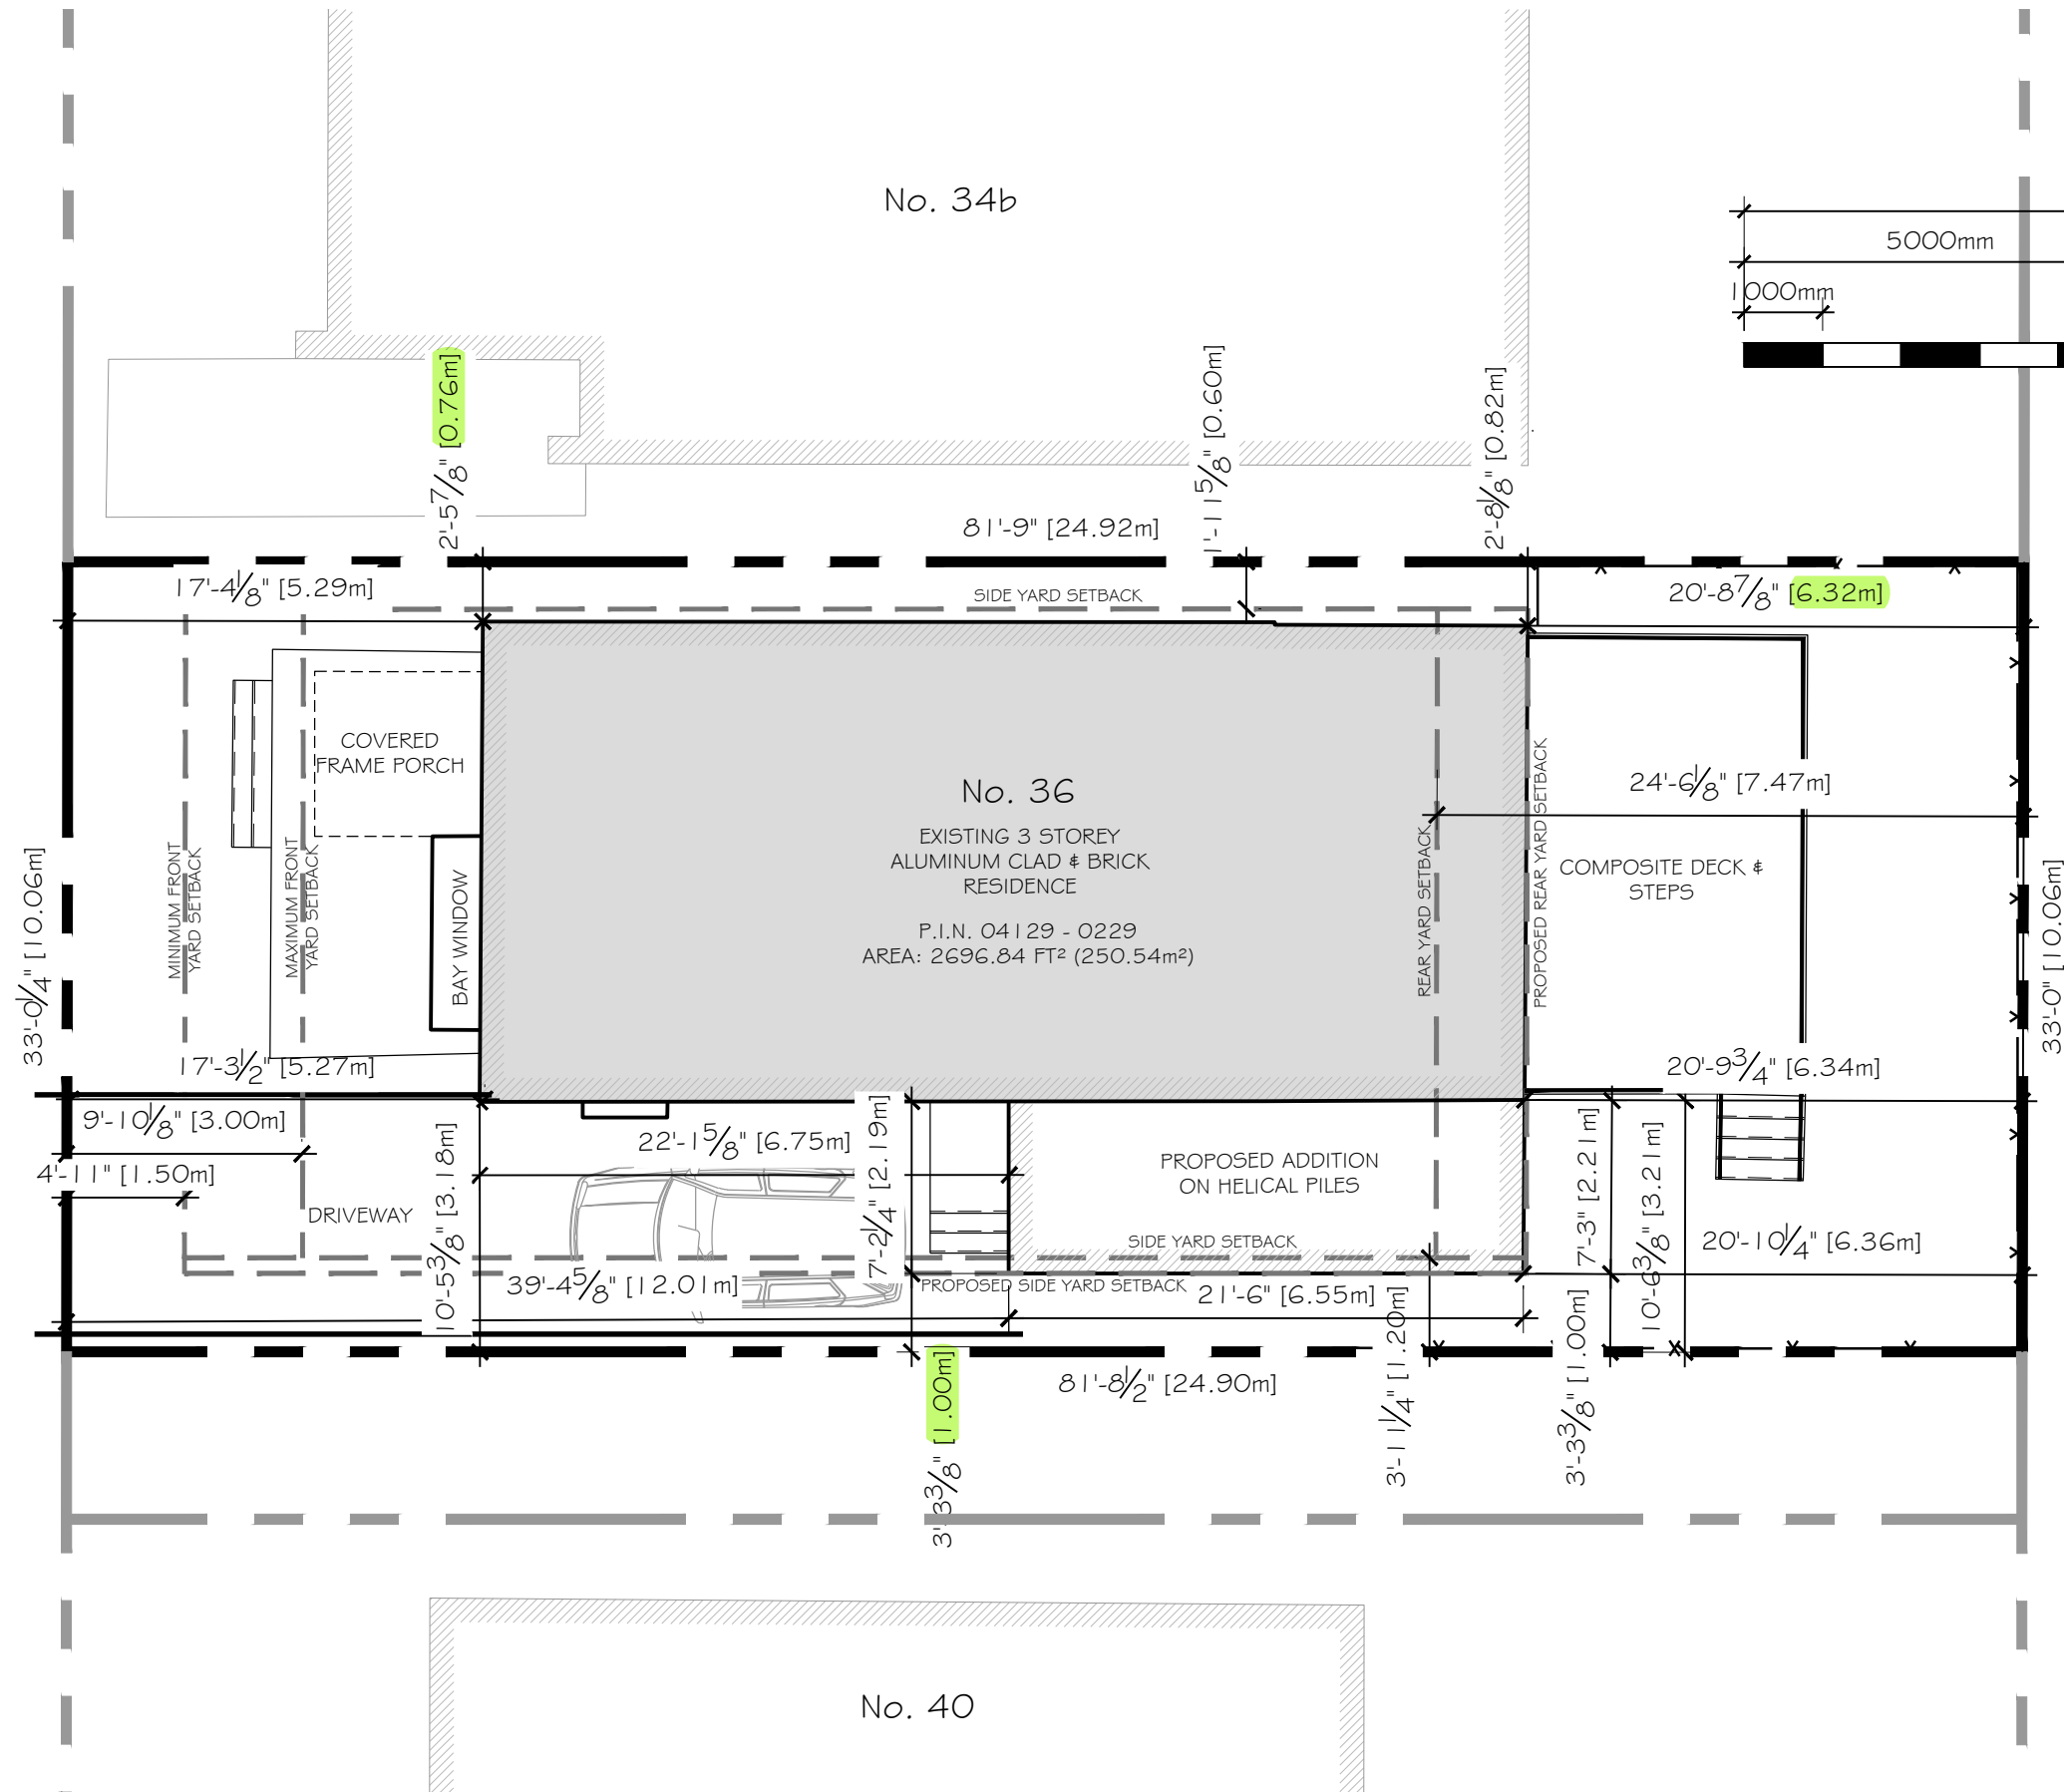 No. 34b
5000mm
1000mm
2'-5 7/8" [0.76m]
1'-11 5/8" [0.60m]
2'-8 1/8" [0.82m]
81'-9" [24.92m]
17'-4 1/8" [5.29m]
SIDE YARD SETBACK
20'-8 7/8" [6.32m]
COVERED
FRAME PORCH
MINIMUM FRONT
YARD SETBACK
MAXIMUM FRONT
YARD SETBACK
BAY WINDOW
33'-0 1/4" [10.06m]
No. 36
EXISTING 3 STOREY
ALUMINUM CLAD & BRICK
RESIDENCE
P.I.N. 04129 - 0229
AREA: 2696.84 FT² (250.54m²)
REAR YARD SETBACK
PROPOSED REAR YARD SETBACK
24'-6 1/8" [7.47m]
COMPOSITE DECK &
STEPS
33'-0" [10.06m]
17'-3 1/2" [5.27m]
20'-9 3/4" [6.34m]
9'-10 1/8" [3.00m]
4'-11" [1.50m]
DRIVEWAY
10'-5 3/8" [3.18m]
22'-1 5/8" [6.75m]
7'-2 1/4" [2.19m]
PROPOSED ADDITION
ON HELICAL PILES
SIDE YARD SETBACK
7'-3" [2.21m]
10'-6 3/8" [3.21m]
20'-10 1/4" [6.36m]
39'-4 5/8" [12.01m]
PROPOSED SIDE YARD SETBACK
21'-6" [6.55m]
3'-3 3/8" [1.00m]
81'-8 1/2" [24.90m]
3'-11 1/4" [1.20m]
3'-3 3/8" [1.00m]
No. 40